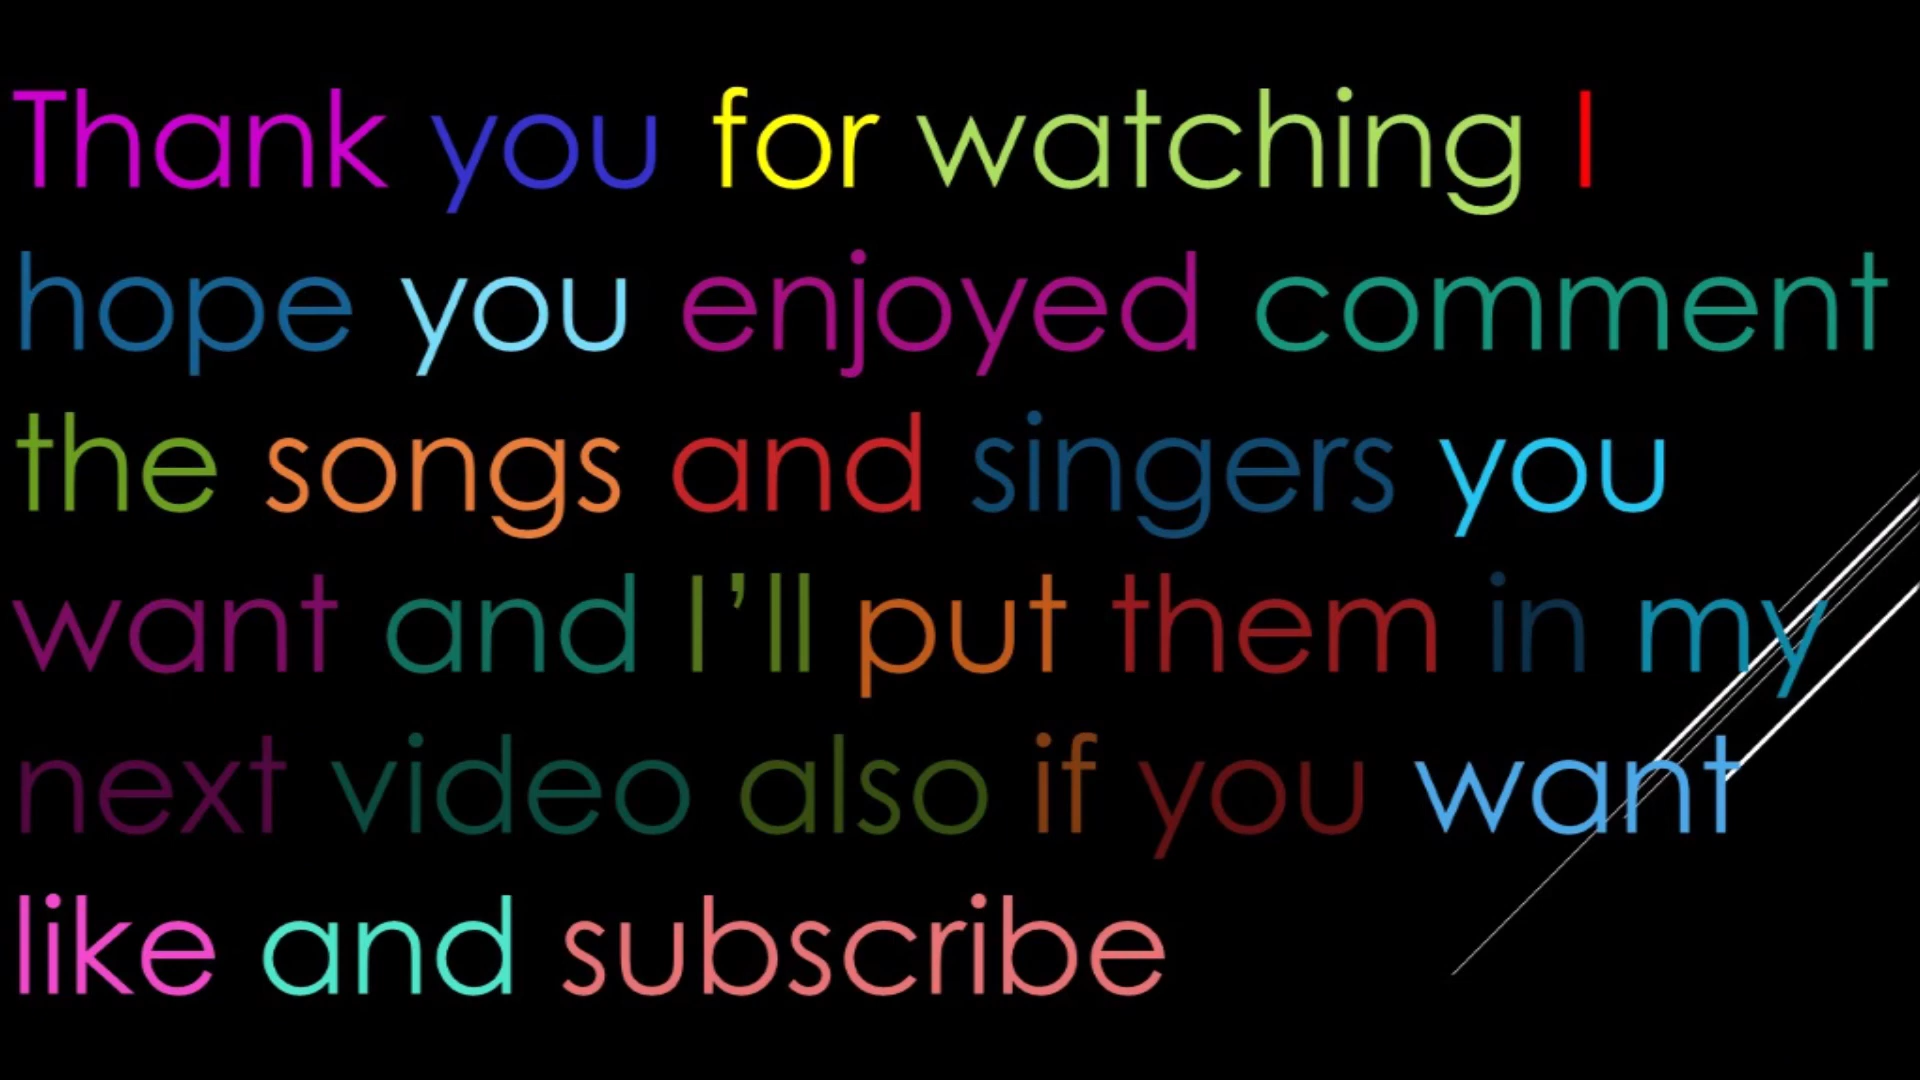 Thank you for watching I
hope you enjoyed comment
the songs and singers you
want and I’ll put them in my
next video also if you want
like and subscribe